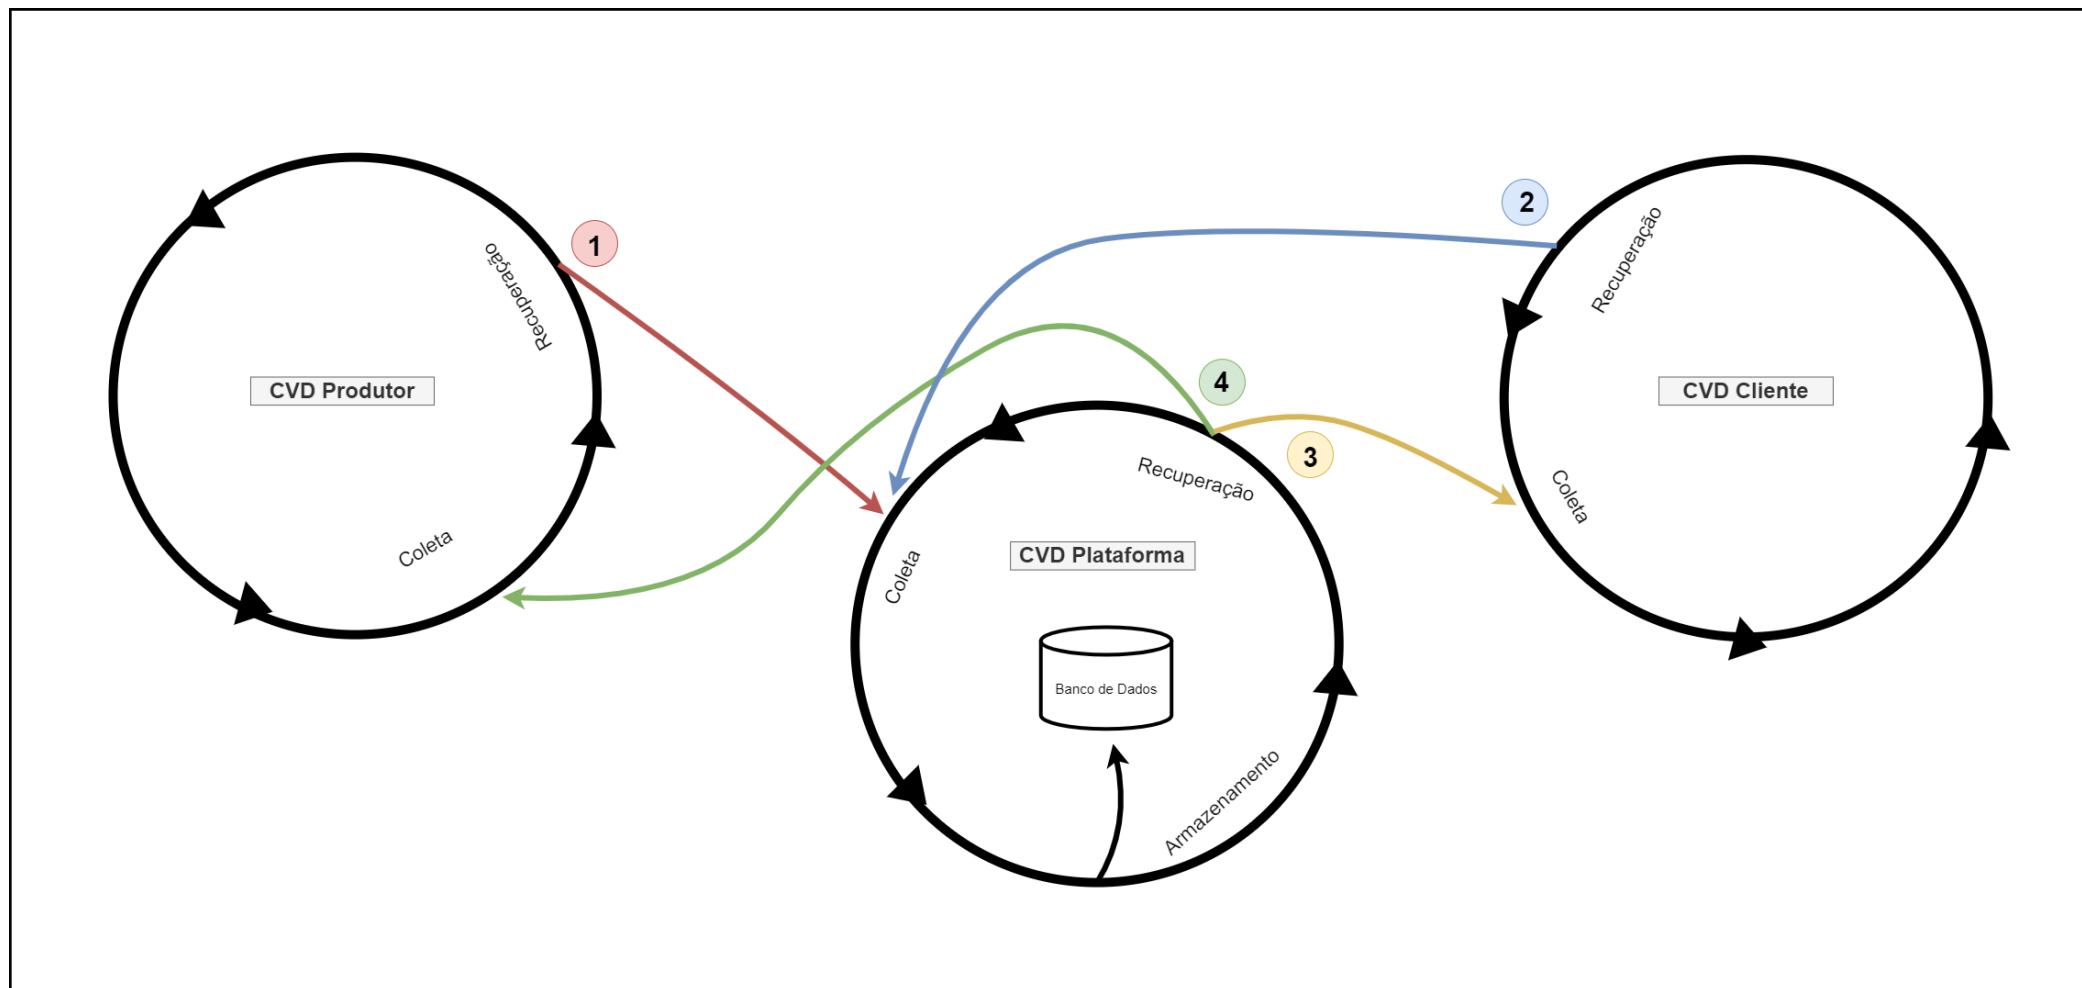 1
Recuperação
CVD Produtor
Coleta
2
Recuperação
CVD Cliente
Coleta
4
3
Recuperação
CVD Plataforma
Coleta
Banco de Dados
Armazenamento